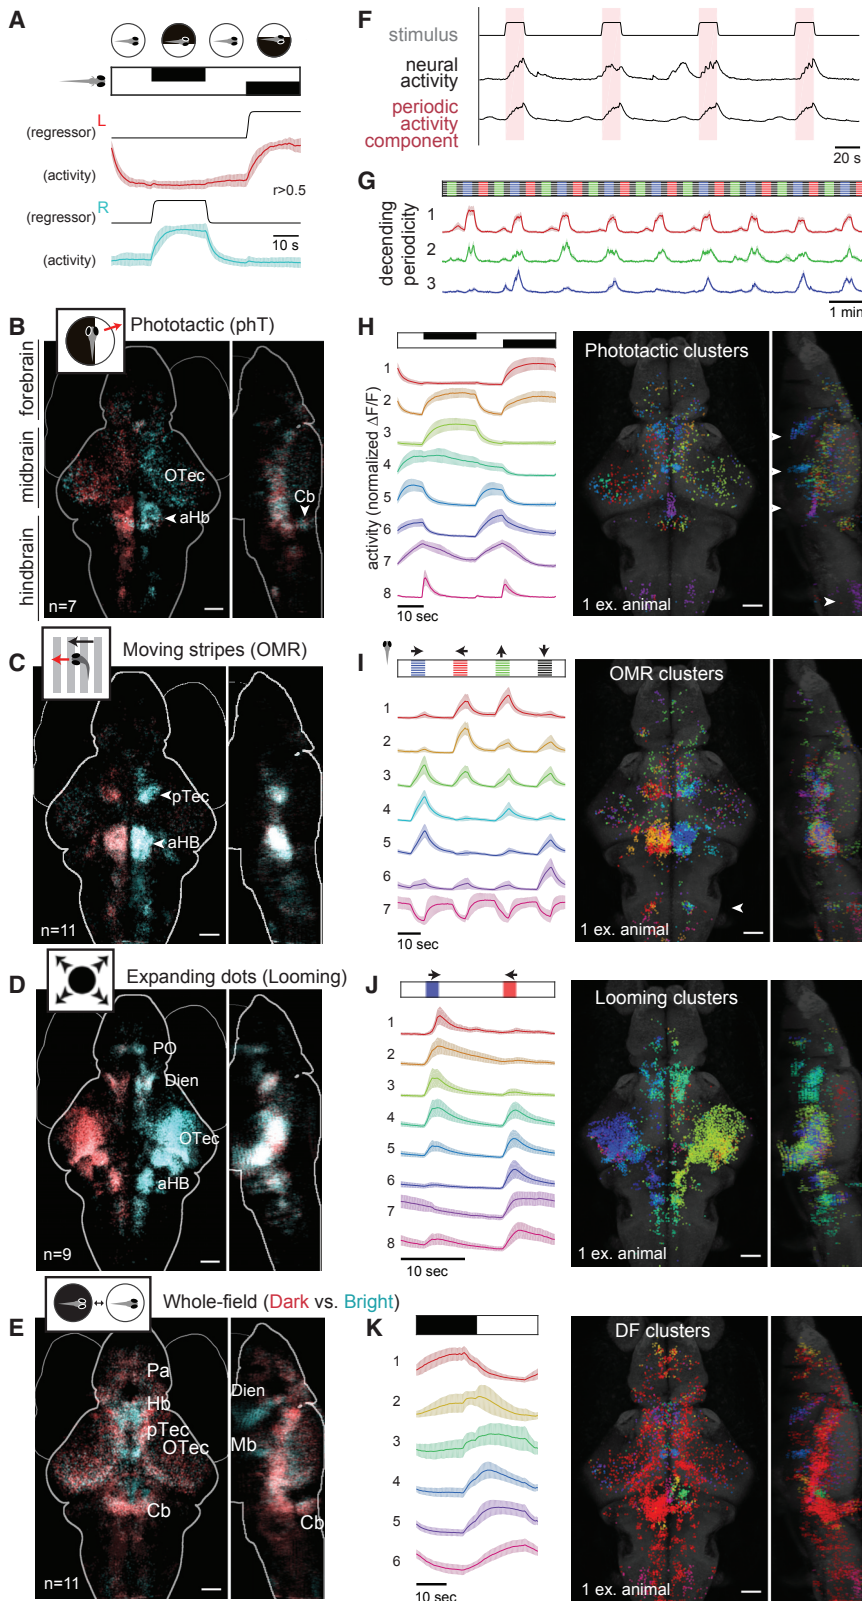 A
(regressor) L
(activity)
r>0.5
(regressor) R
10 s
(activity)
B
Phototactic (phT)
forebrain
midbrain
hindbrain
OTec
Cb
aHb
n=7
C
Moving stripes (OMR)
pTec
aHB
n=11
D
Expanding dots (Looming)
PO
Dien
OTec
aHB
n=9
E
Whole-field (Dark vs. Bright)
Pa
Dien
Hb
pTec
OTec
Mb
Cb
Cb
n=11
F
stimulus
neural
activity
periodic
activity
component
20 s
G
decending
periodicity
1
2
3
1 min
H
Phototactic clusters
activity (normalized ΔF/F)
1
2
3
4
5
6
7
8
10 sec
1 ex. animal
I
OMR clusters
1
2
3
4
5
6
7
10 sec
1 ex. animal
J
Looming clusters
1
2
3
4
5
6
7
8
10 sec
1 ex. animal
K
DF clusters
1
2
3
4
5
6
10 sec
1 ex. animal